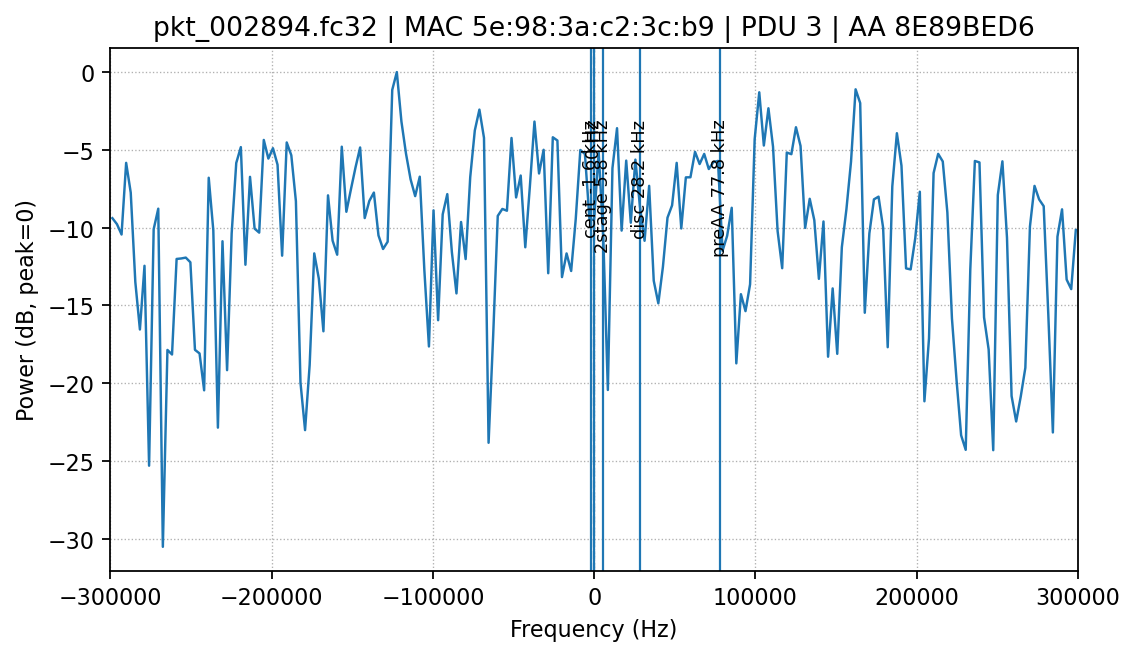 pkt_002894.fc32 | MAC 5e:98:3a:c2:3c:b9 | PDU 3 | AA 8E89BED6
Power (dB, peak=0)
0
−5
−10
−15
−20
−25
−30
2stage 5.8 kHz
disc 28.2 kHz
preAA 77.8 kHz
−300000
−200000
−100000
0
100000
200000
300000
Frequency (Hz)